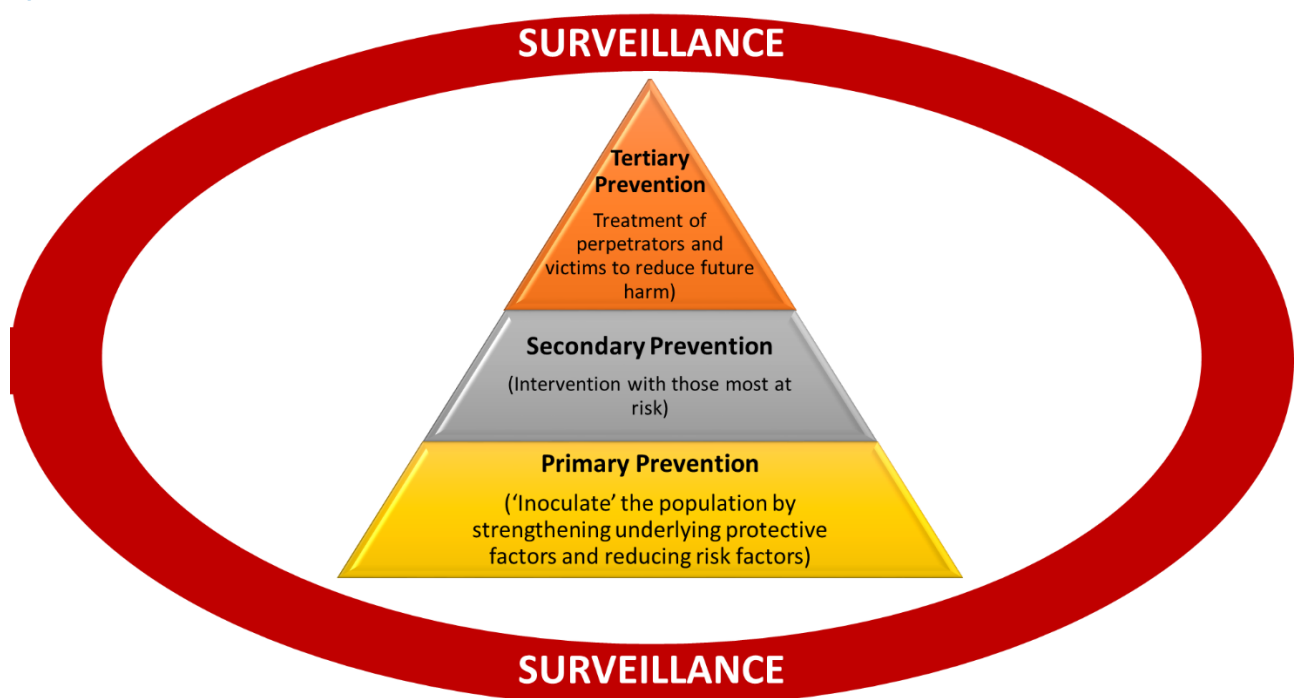 SURVEILLANCE
Tertiary
Prevention
Treatment of
perpetrators and
victims to reduce future
harm)
Secondary Prevention
(Intervention with those most at
risk)
Primary Prevention
(‘Inoculate’ the population by
strengthening underlying protective
factors and reducing risk factors)
SURVEILLANCE